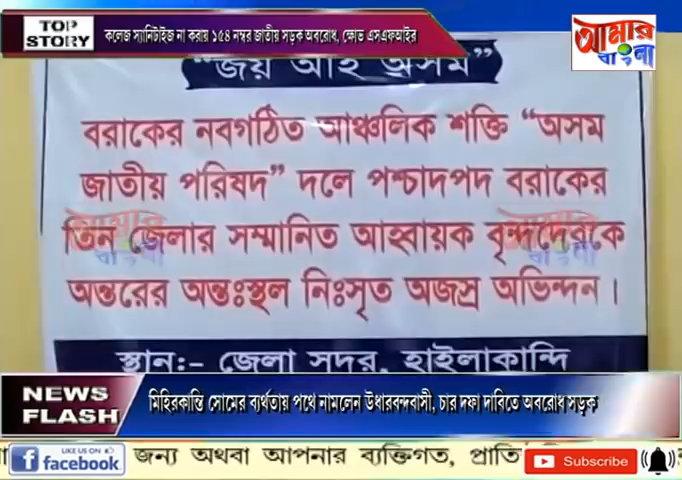 TOP
STORY
কলেজ স্যানিটাইজ না করায় ১৫৪ নম্বর জাতীয় সড়ক অবরোধ, ক্ষোভ এসএফআইর
আমার
বাংলা
"জয় আই অসম"
বরাকের নবগঠিত আঞ্চলিক শক্তি "অসম
জাতীয় পরিষদ" দলে পশ্চাদপদ বরাকের
তিন জেলার সম্মানিত আহবায়ক বৃন্দদেরকে
অন্তরের অন্তঃস্থল নিঃসৃত অজস্র অভিন্দন।
স্থান:- জেলা সদর, হাইলাকান্দি
NEWS
FLASH
মিহিরকান্তি সোমের ব্যর্থতায় পথে নামলেন উধারবন্দবাসী, চার দফা দাবিতে অবরোধ সড়ক
LIKE US ON
facebook
জন্য অথবা আপনার ব্যক্তিগত, প্রাতি
Subscribe